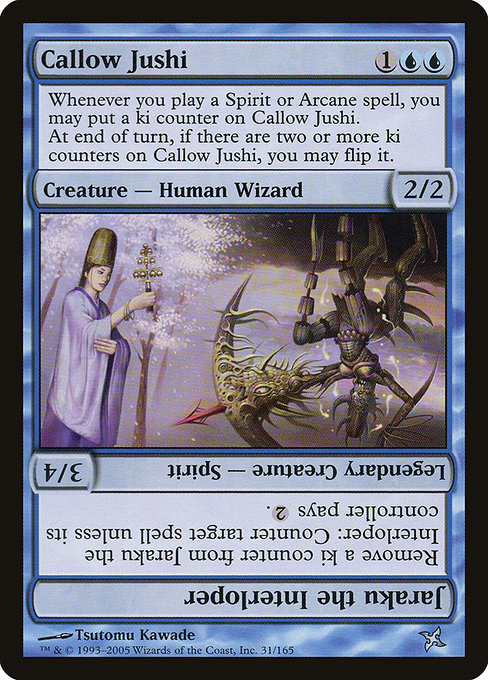 Callow Jushi 1
Whenever you play a Spirit or Arcane spell, you
may put a ki counter on Callow Jushi.
At end of turn, if there are two or more ki
counters on Callow Jushi, you may flip it.
Creature — Human Wizard
2/2
Legendary Creature — Spirit
3/4
Remove a ki counter from Jaraku the
Interloper: Counter target spell unless its
controller pays 2.
Jaraku the Interloper
Tsutomu Kawade
™ & © 1993–2005 Wizards of the Coast, Inc. 31/165